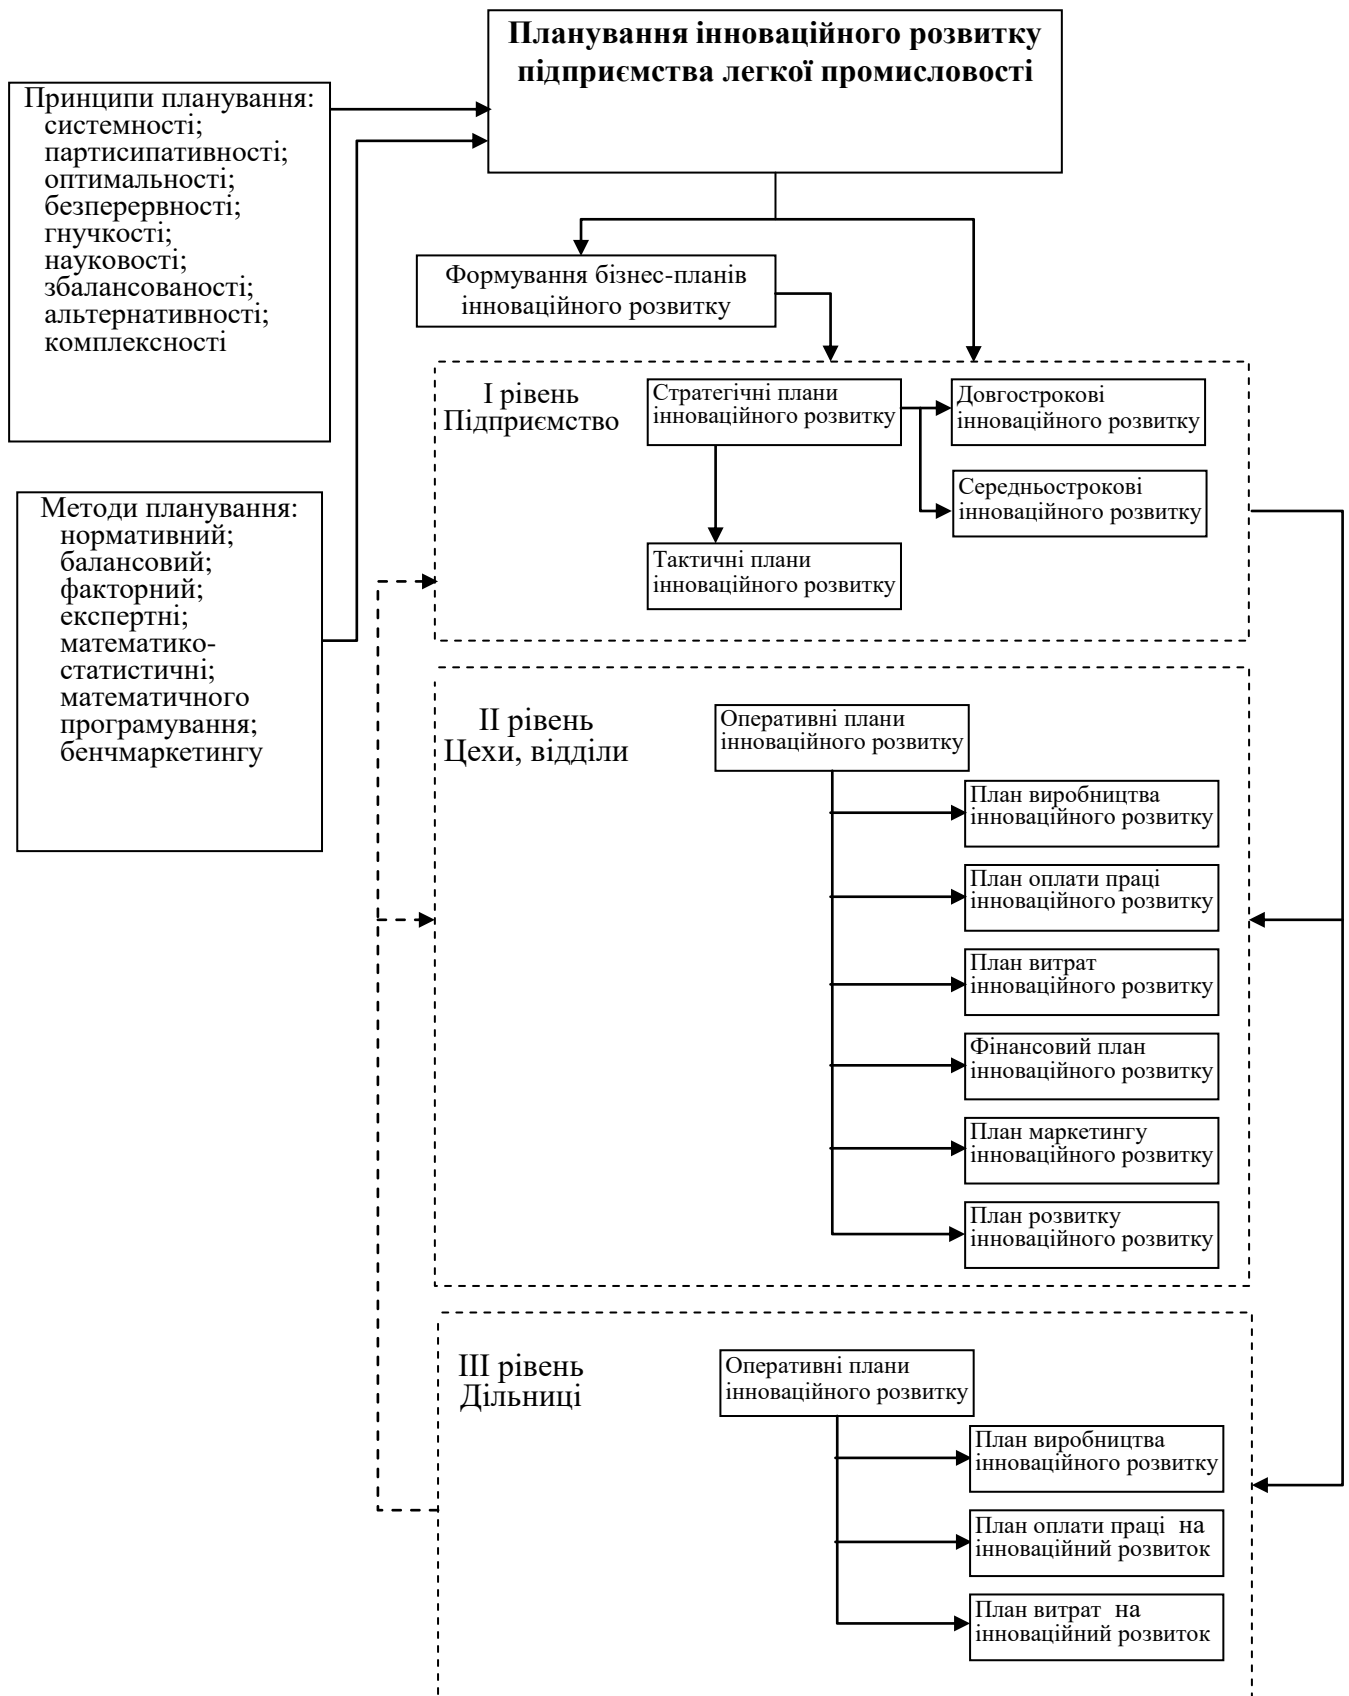 Планування інноваційного розвитку
підприємства легкої промисловості
Принципи планування:
системності;
партисипативності;
оптимальності;
безперервності;
гнучкості;
науковості;
збалансованості;
альтернативності;
комплексності
Формування бізнес-планів
інноваційного розвитку
I рівень
Підприємство
Стратегічні плани
інноваційного розвитку
Довгострокові
інноваційного розвитку
Середньострокові
інноваційного розвитку
Тактичні плани
інноваційного розвитку
Методи планування:
нормативний;
балансовий;
факторний;
експертні;
математико-
статистичні;
математичного
програмування;
бенчмаркетингу
II рівень
Цехи, відділи
Оперативні плани
інноваційного розвитку
План виробництва
інноваційного розвитку
План оплати праці
інноваційного розвитку
План витрат
інноваційного розвитку
Фінансовий план
інноваційного розвитку
План маркетингу
інноваційного розвитку
План розвитку
інноваційного розвитку
III рівень
Дільниці
Оперативні плани
інноваційного розвитку
План виробництва
інноваційного розвитку
План оплати праці на
інноваційний розвиток
План витрат на
інноваційний розвиток